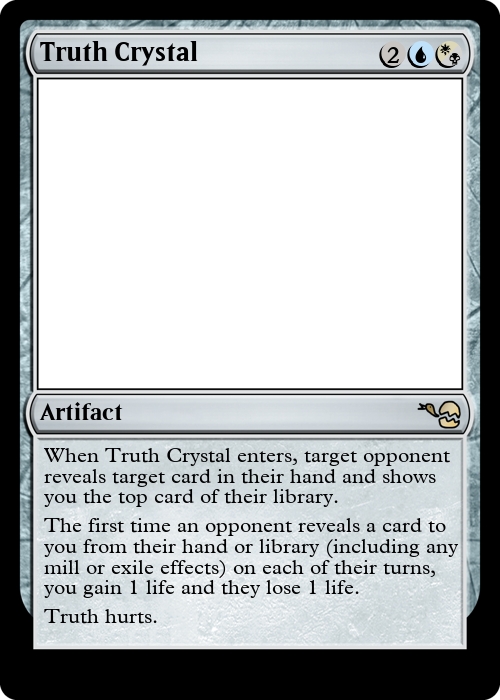 Truth Crystal 2
Artifact
When Truth Crystal enters, target opponent
reveals target card in their hand and shows
you the top card of their library.
The first time an opponent reveals a card to
you from their hand or library (including any
mill or exile effects) on each of their turns,
you gain 1 life and they lose 1 life.
Truth hurts.